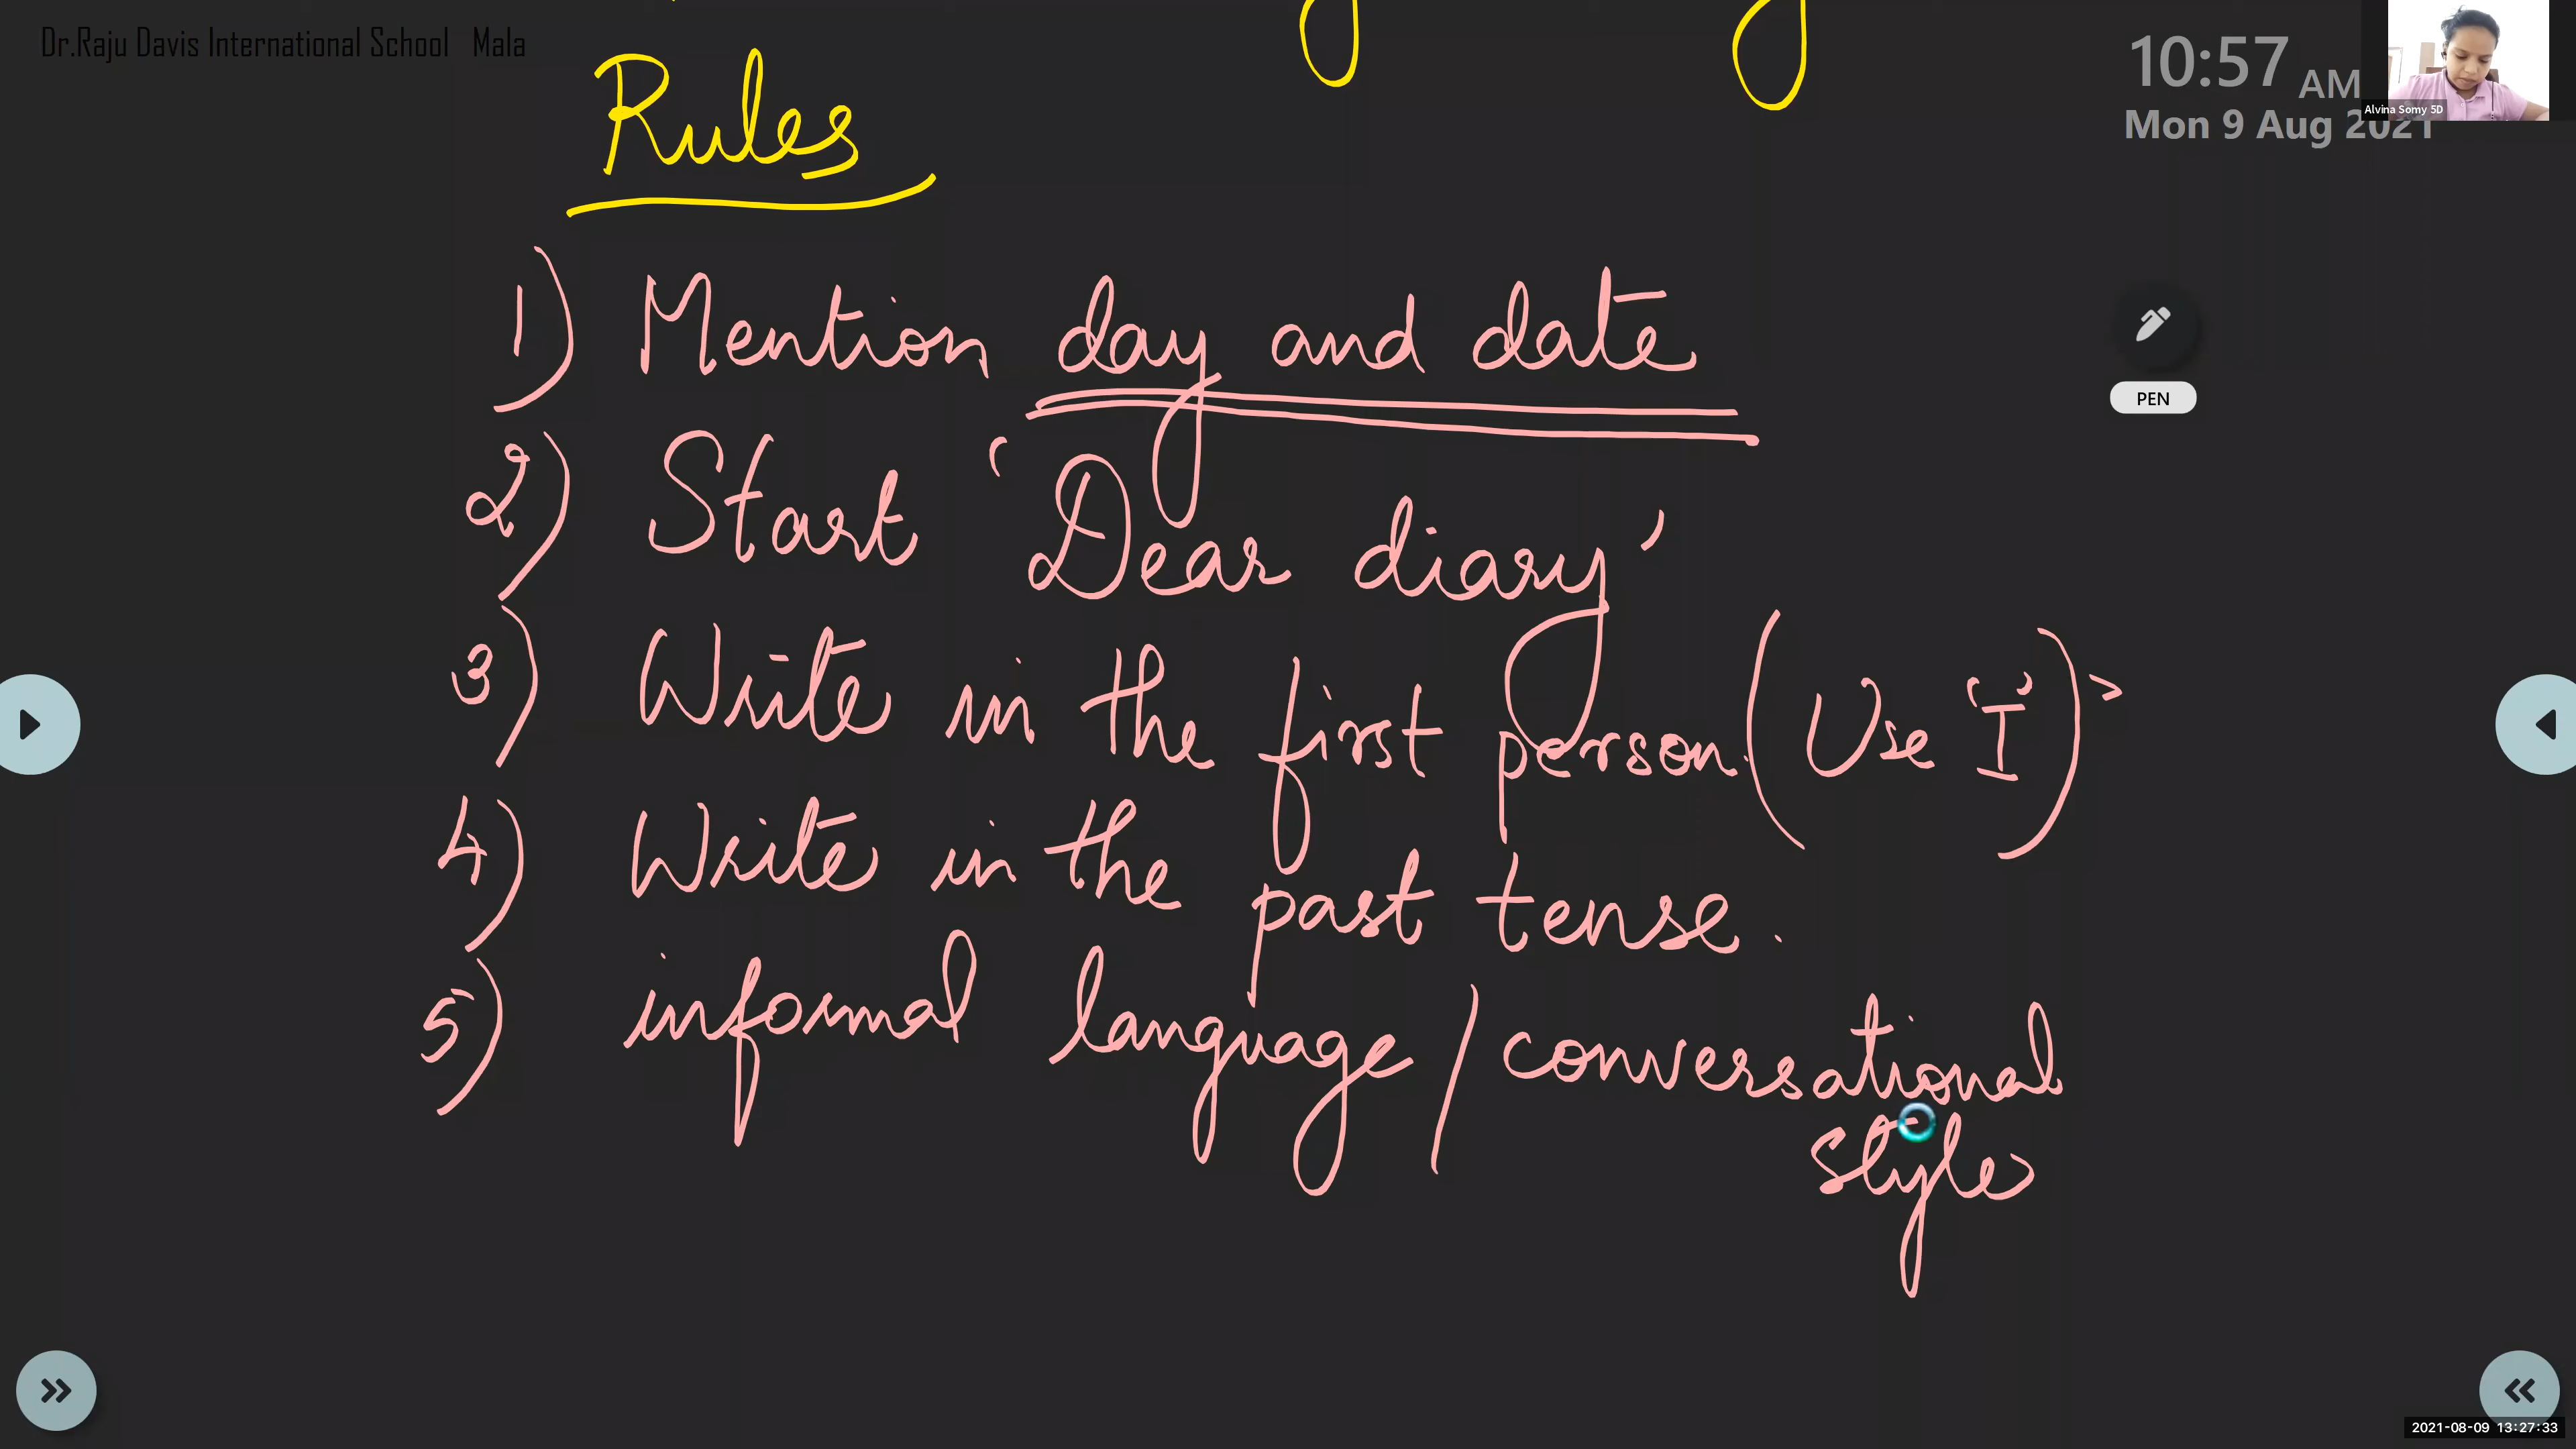 Dr.Raju Davis International School Mala
10:57 AM
Mon 9 Aug 2021
Alvina Somy 5D
Rules
1) Mention day and date
2) Start 'Dear diary'
3) Write in the first person. (Use 'I')
4) Write in the past tense.
5) informal language / conversational
style
PEN
2021-08-09 13:27:33